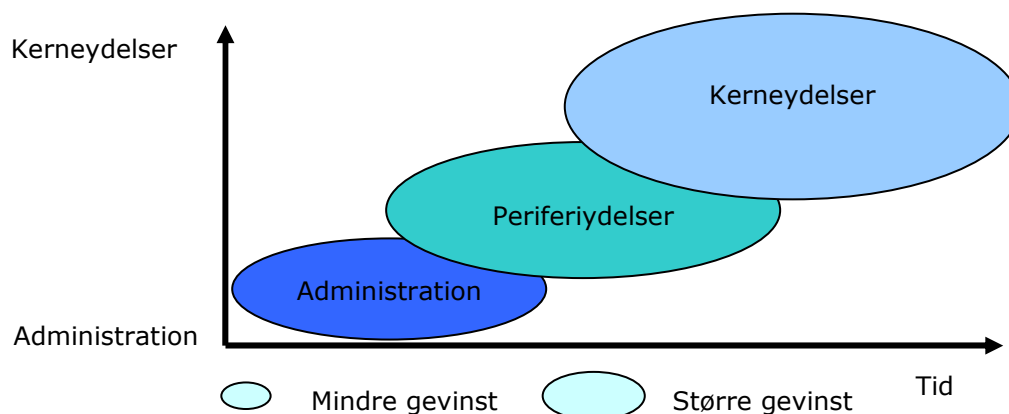 Kerneydelser
Kerneydelser
Periferiydelser
Administration
Administration
Mindre gevinst
Større gevinst
Tid